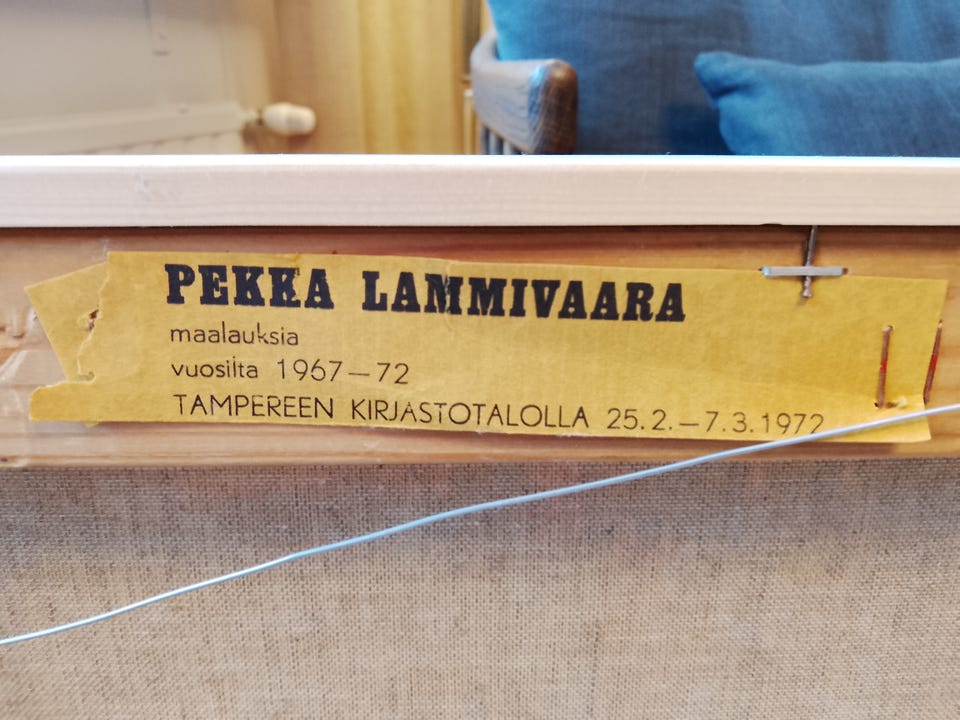 PEKKA LAMMIVAARA
maalauksia
vuosilta 1967–72
TAMPEREEN KIRJASTOTALOLLA 25.2.–7.3.1972